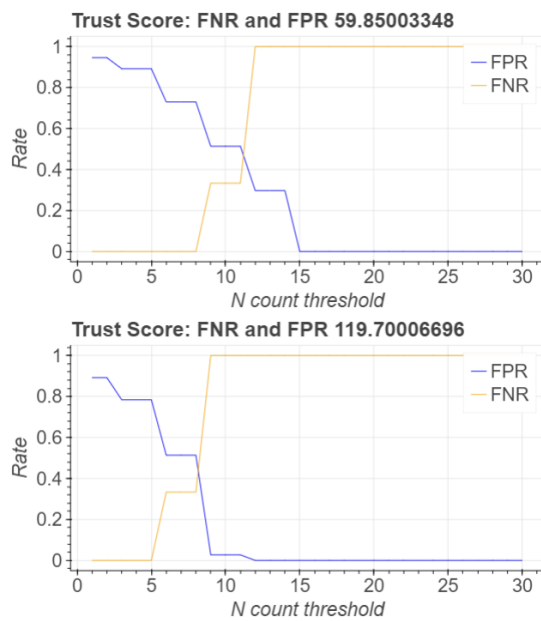 Trust Score: FNR and FPR 59.85003348
1
0.8
0.6
0.4
0.2
0
Rate
FPR
FNR
0 5 10 15 20 25 30
N count threshold
Trust Score: FNR and FPR 119.70006696
1
0.8
0.6
0.4
0.2
0
Rate
FPR
FNR
0 5 10 15 20 25 30
N count threshold